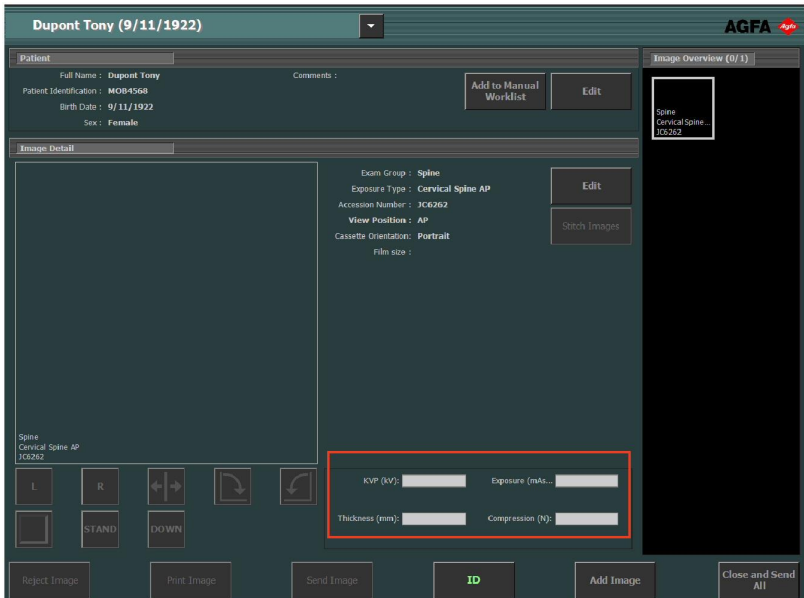 Dupont Tony (9/11/1922)
AGFA
Agfa
Patient
Full Name : Dupont Tony
Patient Identification : MOB4568
Birth Date : 9/11/1922
Sex : Female
Comments :
Add to Manual
Worklist
Edit
Image Overview (0/1)
Spine
Cervical Spine...
JC6262
Image Detail
Exam Group : Spine
Exposure Type : Cervical Spine AP
Accession Number : JC6262
View Position : AP
Cassette Orientation: Portrait
Film size :
Edit
Stitch Images
Spine
Cervical Spine AP
JC6262
L
R
STAND
DOWN
KVP (kV):
Exposure (mAs...
Thickness (mm):
Compression (N):
Reject Image
Print Image
Send Image
ID
Add Image
Close and Send
All